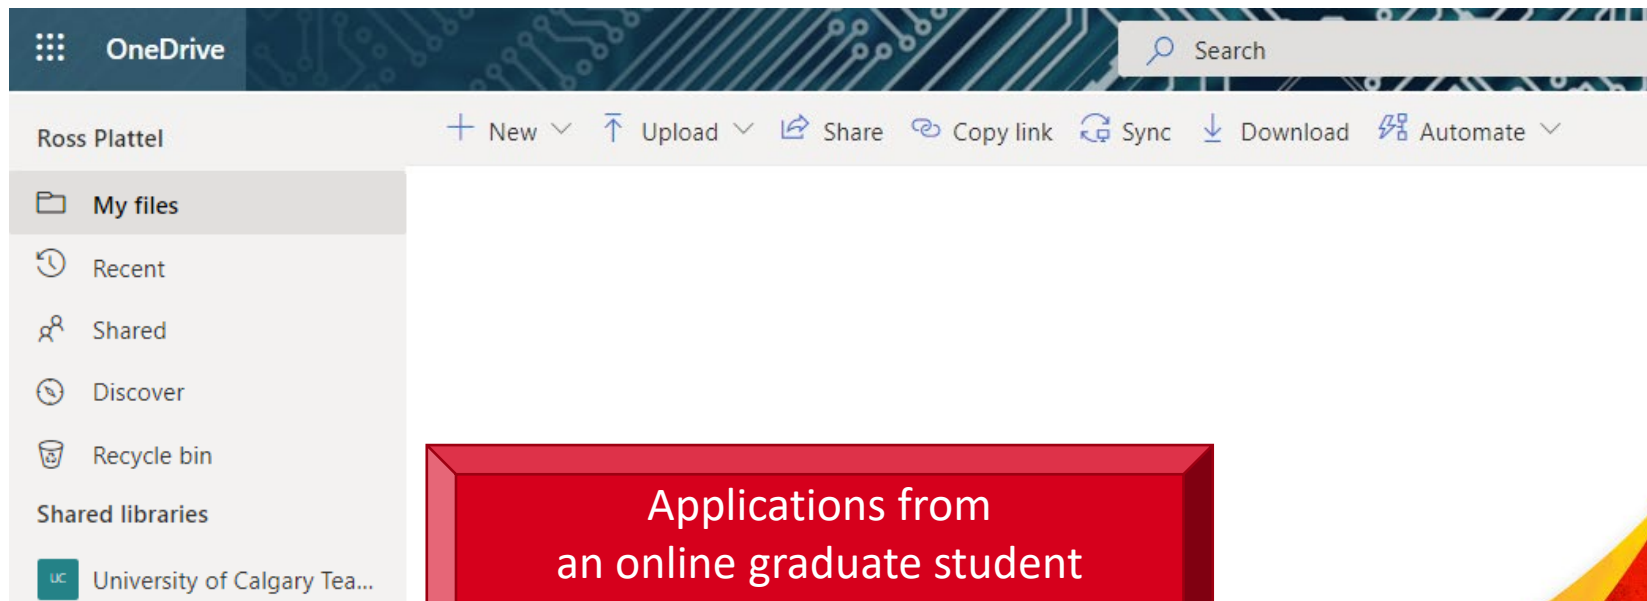 OneDrive
Search
Ross Plattel
New
Upload
Share
Copy link
Sync
Download
Automate
My files
Recent
Shared
Discover
Recycle bin
Shared libraries
UC
University of Calgary Tea...
Applications from
an online graduate student